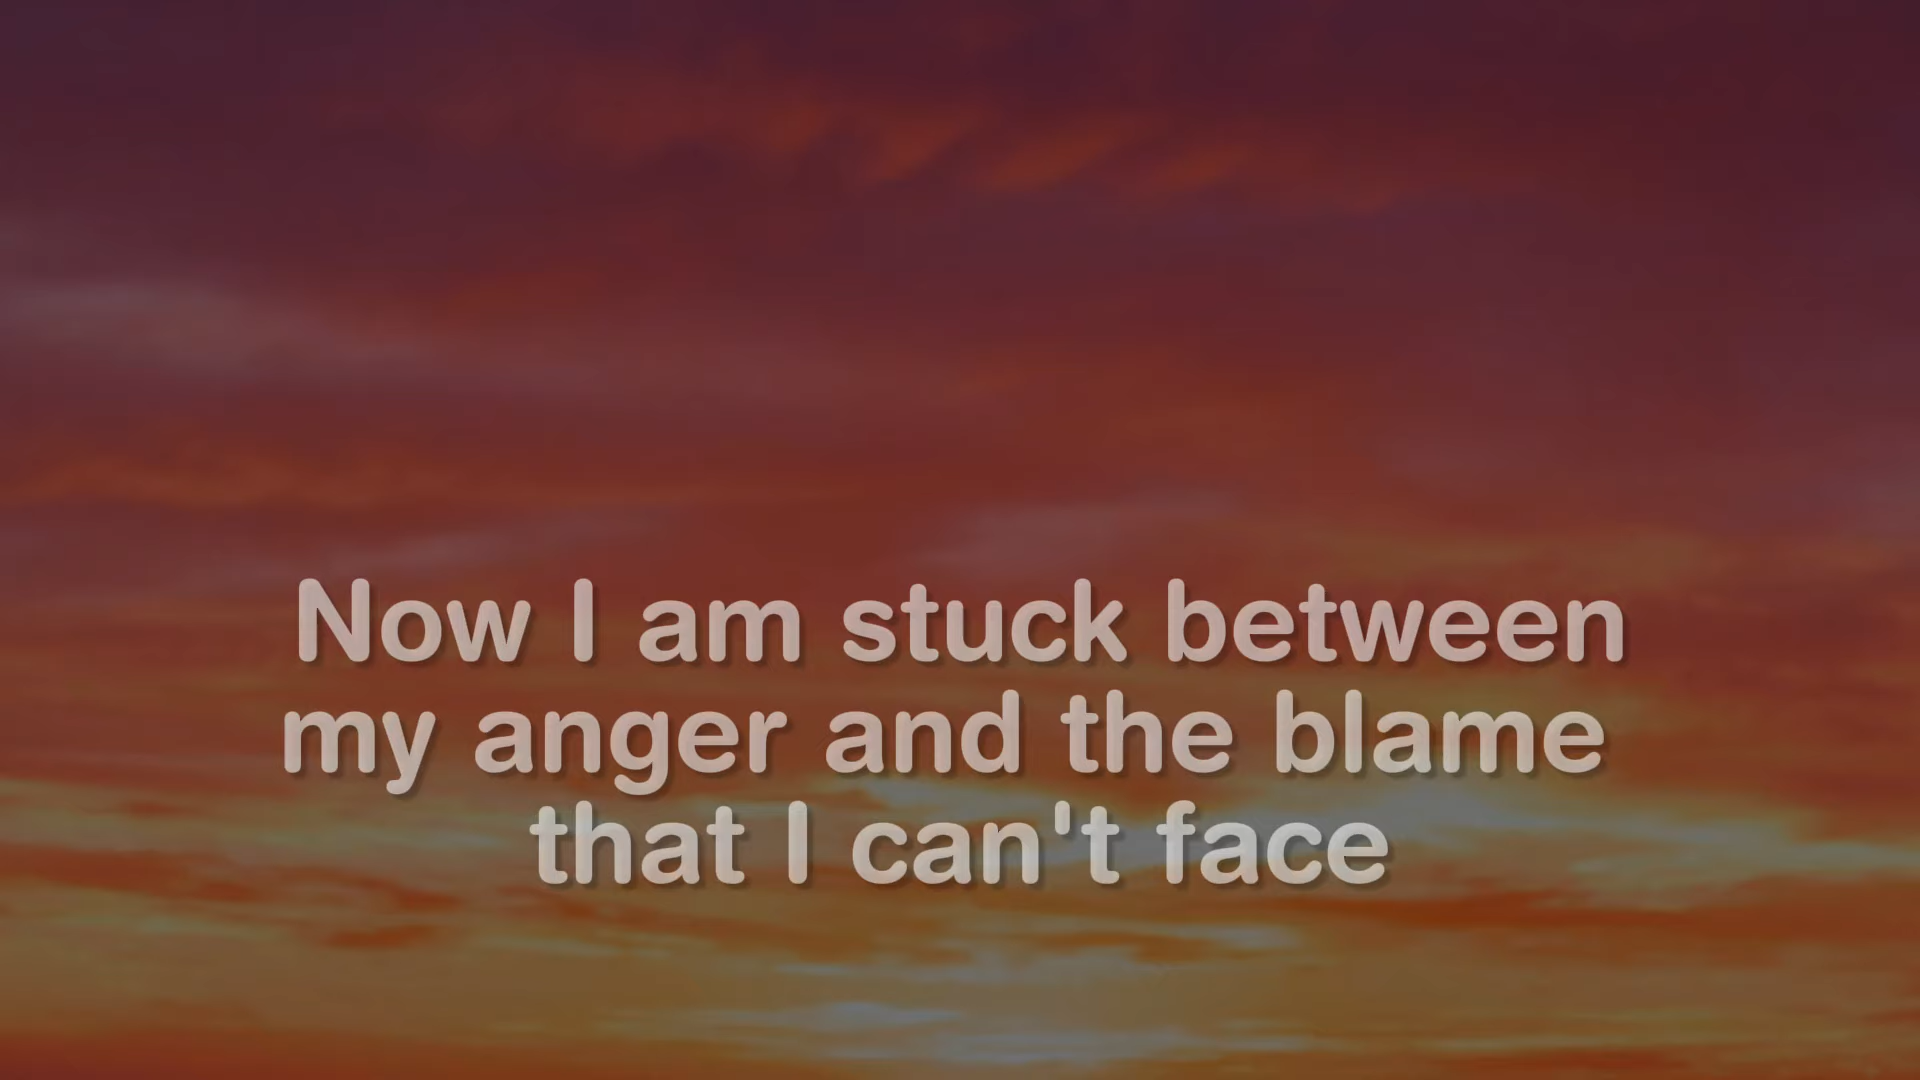 Now I am stuck between
my anger and the blame
that I can't face